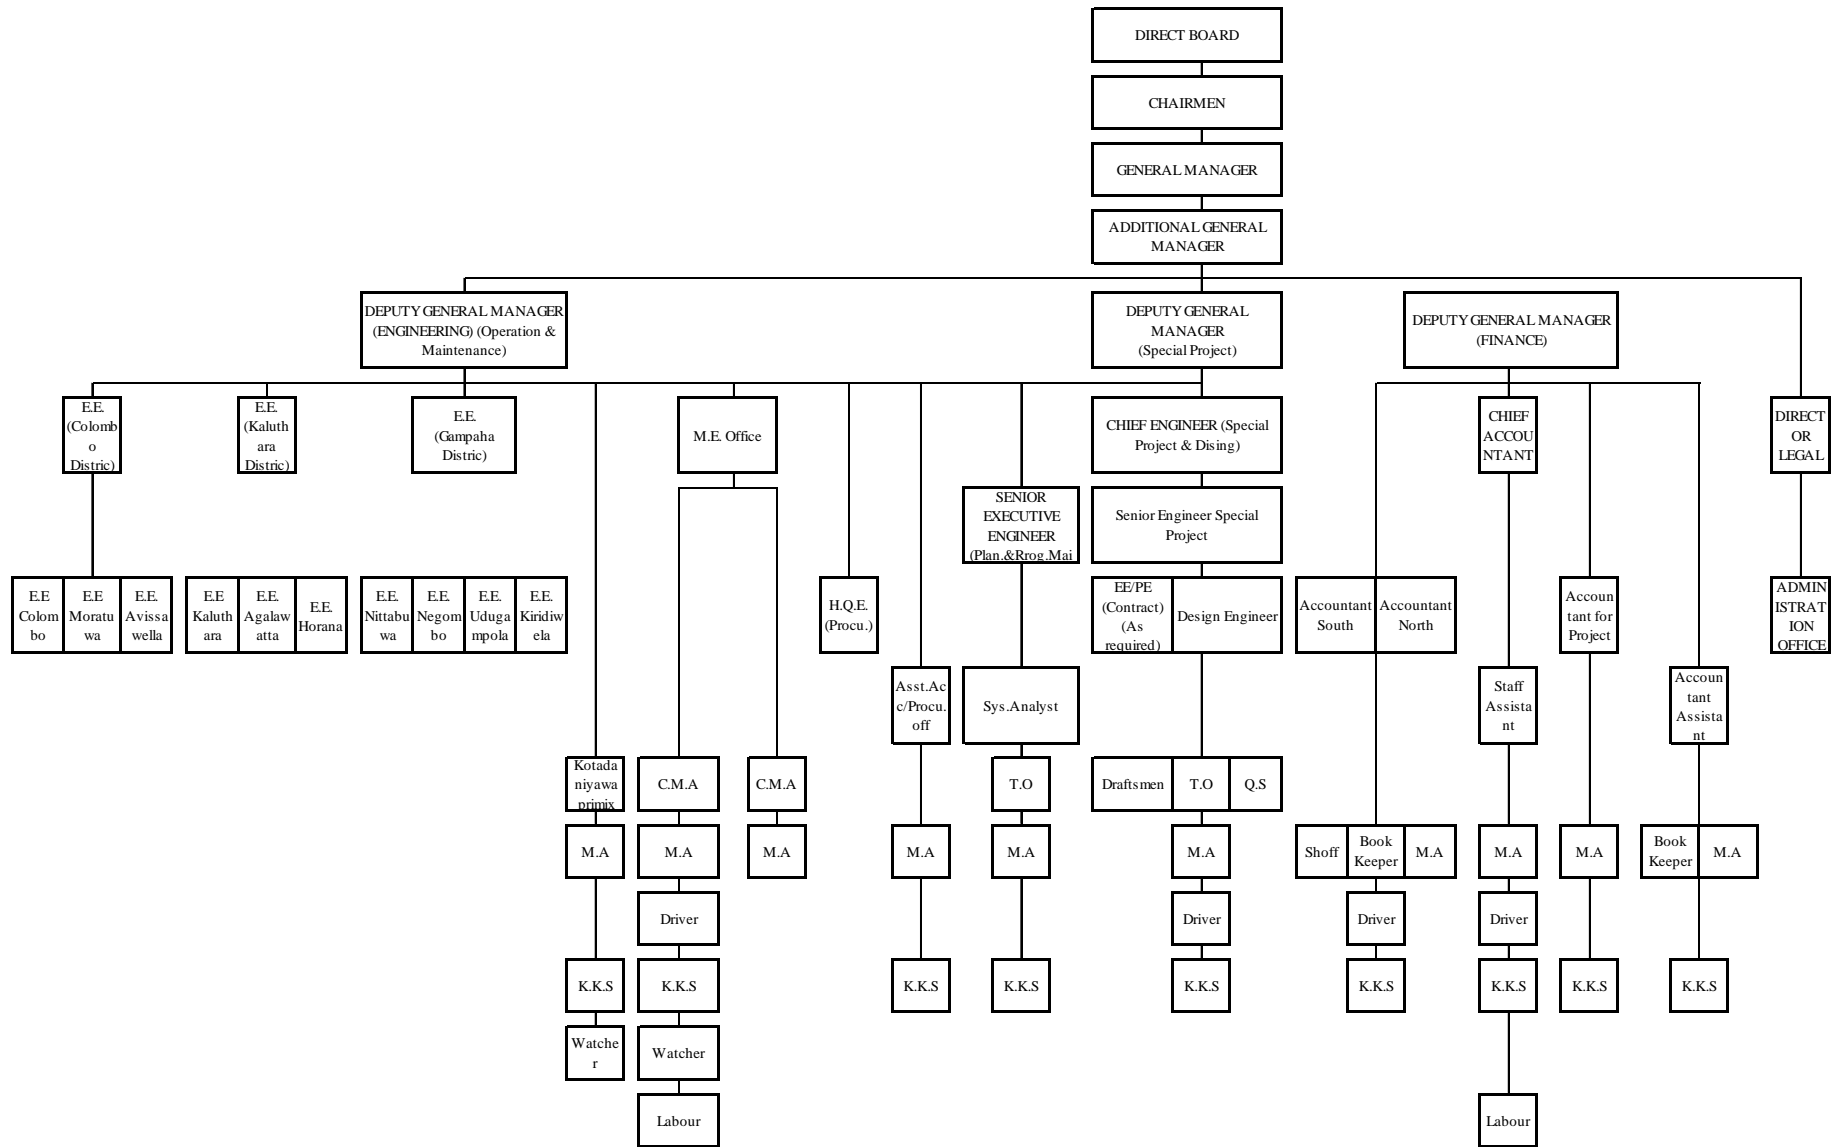 DIRECT BOARD
CHAIRMEN
GENERAL MANAGER
ADDITIONAL GENERAL
MANAGER
DEPUTY GENERAL MANAGER
(ENGINEERING) (Operation &
Maintenance)
DEPUTY GENERAL
MANAGER
(Special Project)
DEPUTY GENERAL MANAGER
(FINANCE)
E.E.
(Colomb
o
Distric)
E.E.
(Kaluth
ara
Distric)
E.E.
(Gampaha
Distric)
M.E. Office
CHIEF ENGINEER (Special
Project & Dising)
CHIEF
ACCOU
NTANT
DIRECT
OR
LEGAL
SENIOR
EXECUTIVE
ENGINEER
(Plan.&Rrog.Mai
Senior Engineer Special
Project
E.E
Colom
bo
E.E
Moratu
wa
E.E.
Avissa
wella
E.E
Kaluth
ara
E.E.
Agalaw
atta
E.E.
Horana
E.E.
Nittabu
wa
E.E.
Negom
bo
E.E.
Uduga
mpola
E.E.
Kiridiw
ela
H.Q.E.
(Procu.)
EE/PE
(Contract)
(As
required)
Design Engineer
Accountant
South
Accountant
North
Accoun
tant for
Project
ADMIN
ISTRAT
ION
OFFICE
Asst.Ac
c/Procu.
off
Sys.Analyst
Staff
Assista
nt
Accoun
tant
Assista
nt
Kotada
niyawa
primix
C.M.A
C.M.A
T.O
Draftsmen
T.O
Q.S
M.A
M.A
M.A
M.A
M.A
M.A
Shoff
Book
Keeper
M.A
M.A
M.A
Book
Keeper
M.A
Driver
Driver
Driver
Driver
K.K.S
K.K.S
K.K.S
K.K.S
K.K.S
K.K.S
K.K.S
K.K.S
K.K.S
Watche
r
Watcher
Labour
Labour